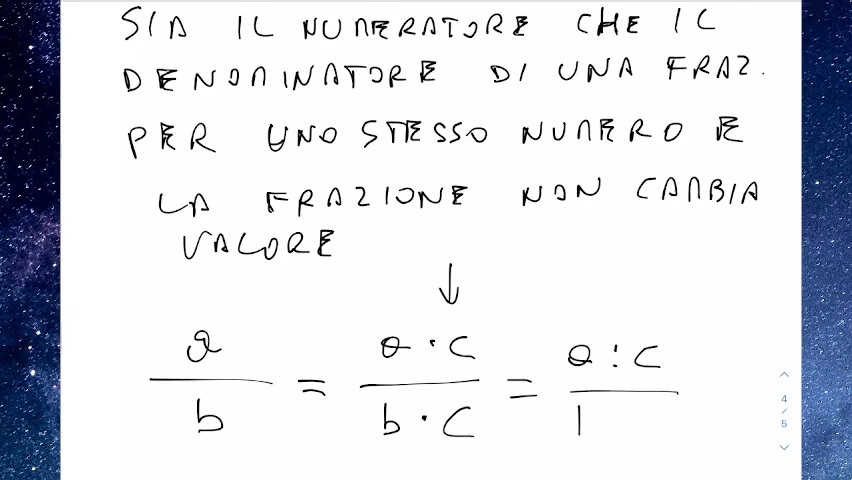 SIA IL NUMERATORE CHE IL
DENOMINATORE DI UNA FRAZ.
PER UNO STESSO NUMERO E
LA FRAZIONE NON CAMBIA
VALORE
↓
a/b = a·c/b·c = a:c/
4
/
5